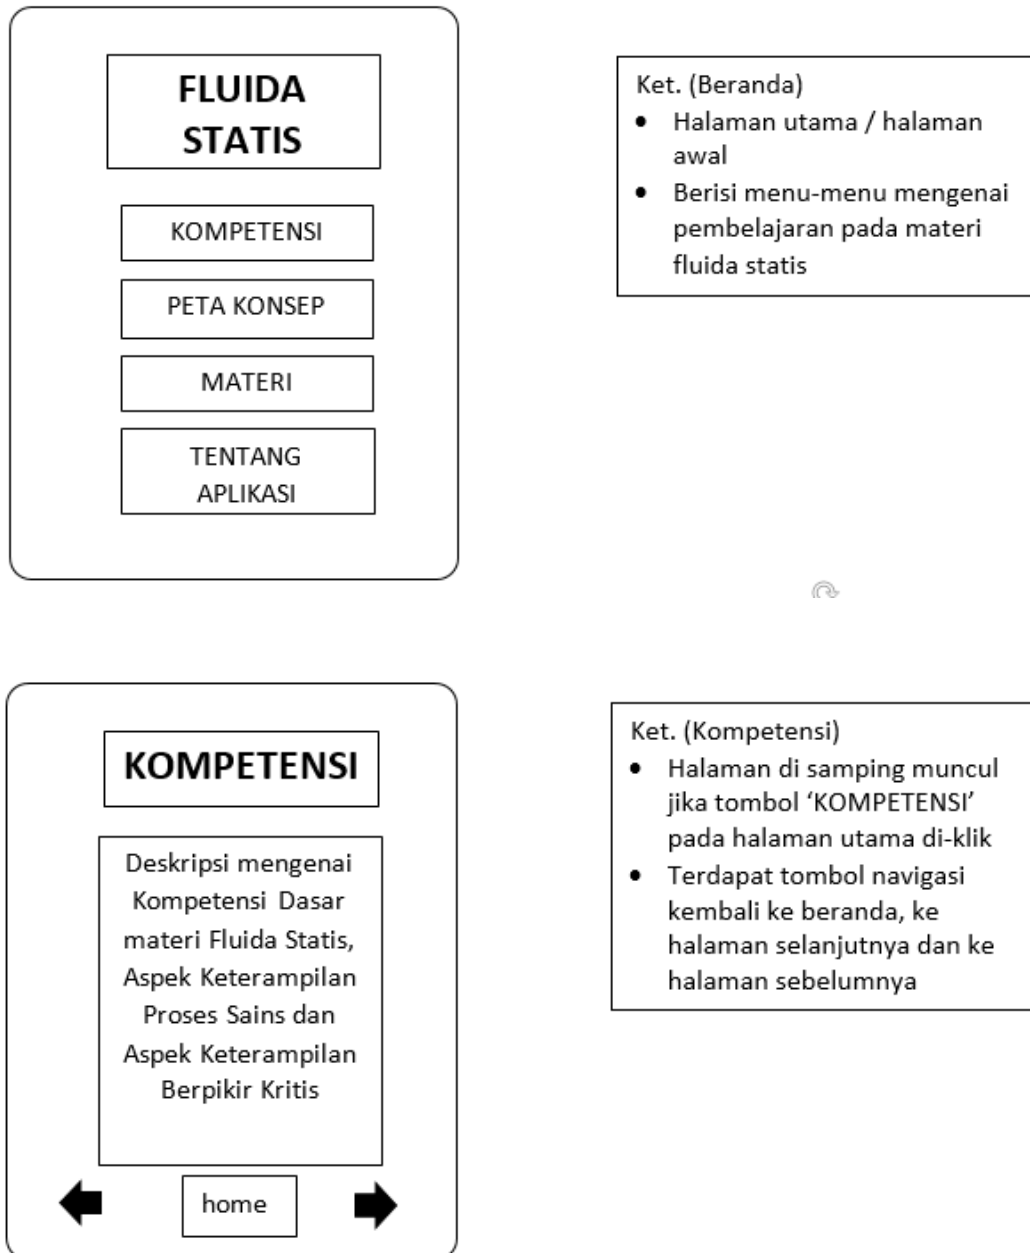 FLUIDA
STATIS
KOMPETENSI
PETA KONSEP
MATERI
TENTANG
APLIKASI
Ket. (Beranda)
• Halaman utama / halaman
awal
• Berisi menu-menu mengenai
pembelajaran pada materi
fluida statis
KOMPETENSI
Deskripsi mengenai
Kompetensi Dasar
materi Fluida Statis,
Aspek Keterampilan
Proses Sains dan
Aspek Keterampilan
Berpikir Kritis
home
Ket. (Kompetensi)
• Halaman di samping muncul
jika tombol ‘KOMPETENSI’
pada halaman utama di-klik
• Terdapat tombol navigasi
kembali ke beranda, ke
halaman selanjutnya dan ke
halaman sebelumnya